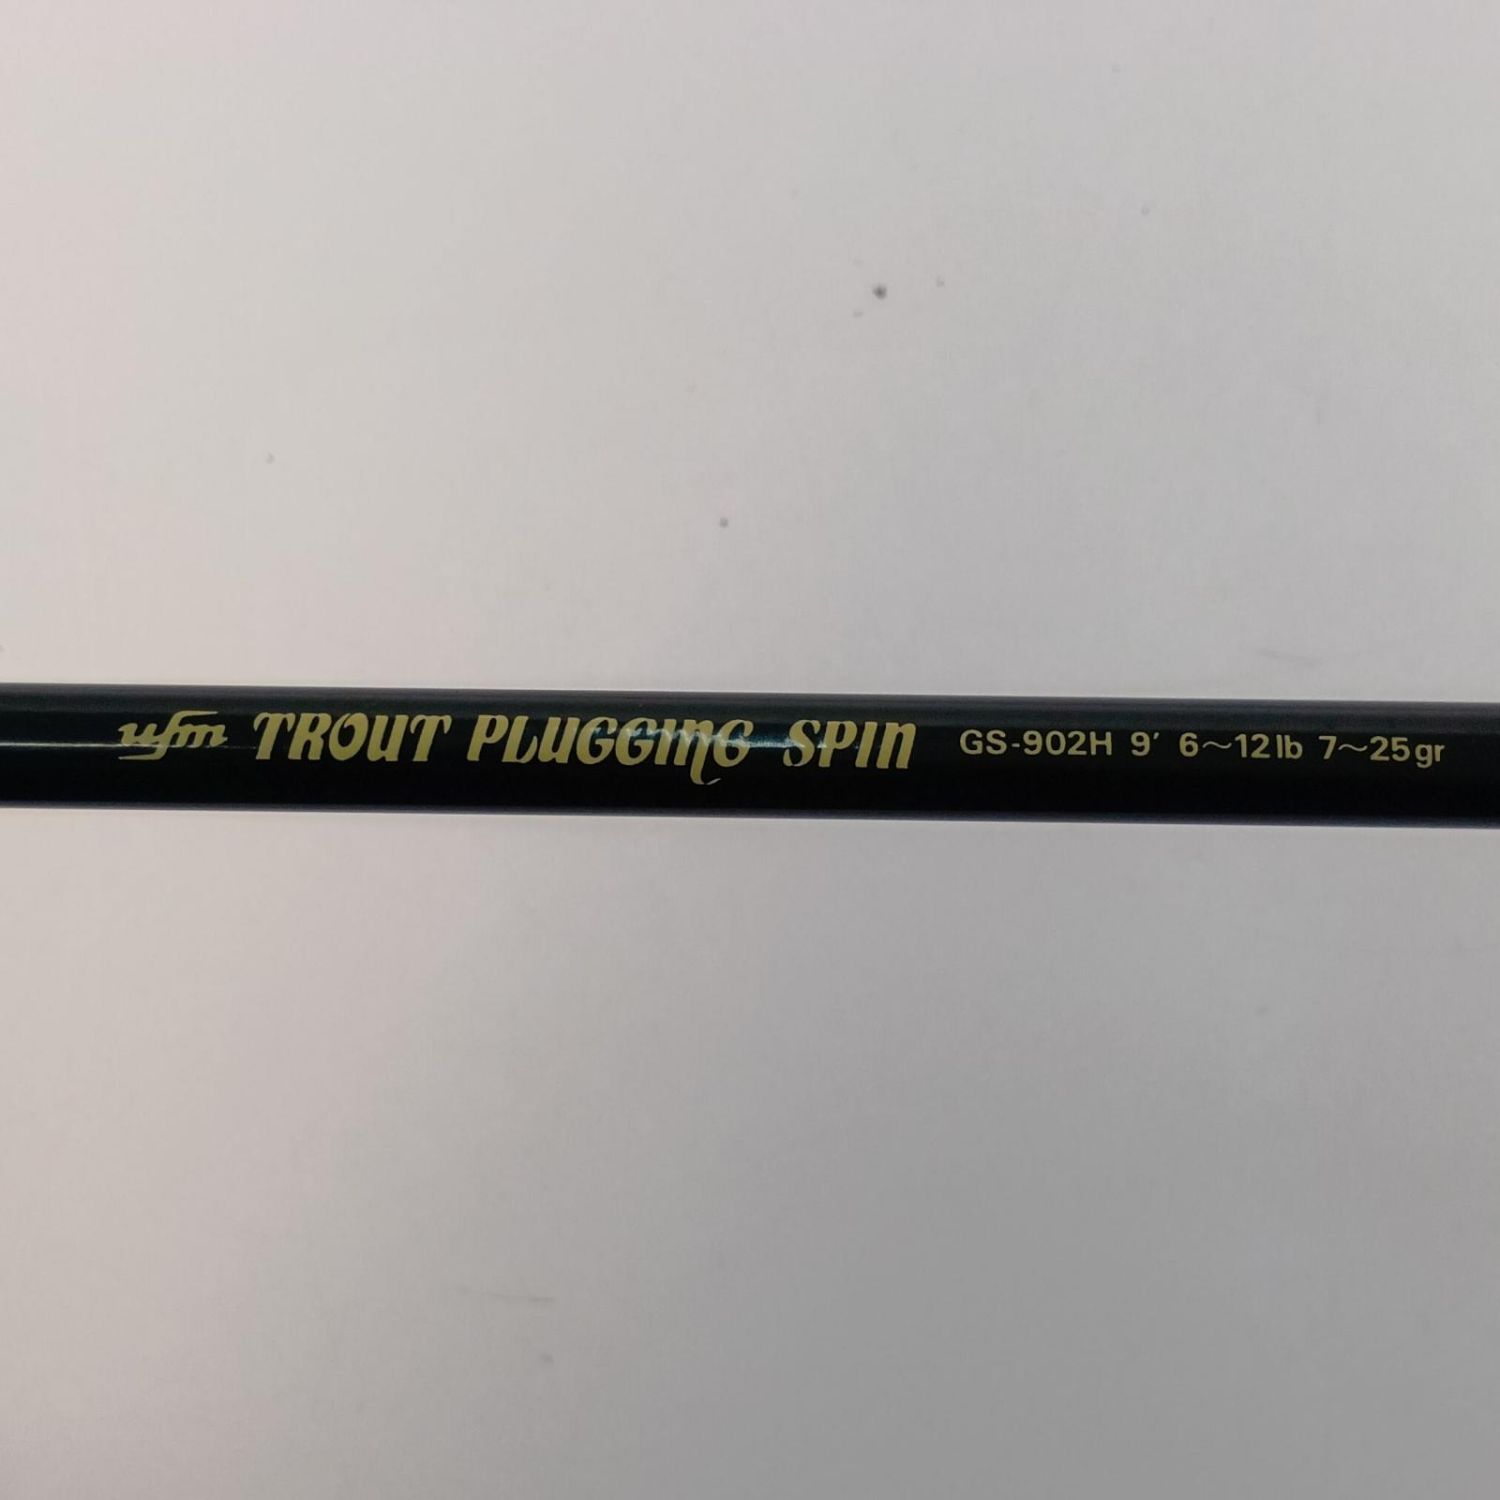 ufm TROUT PLUGGING SPIN GS-902H 9' 6~12lb 7~25gr